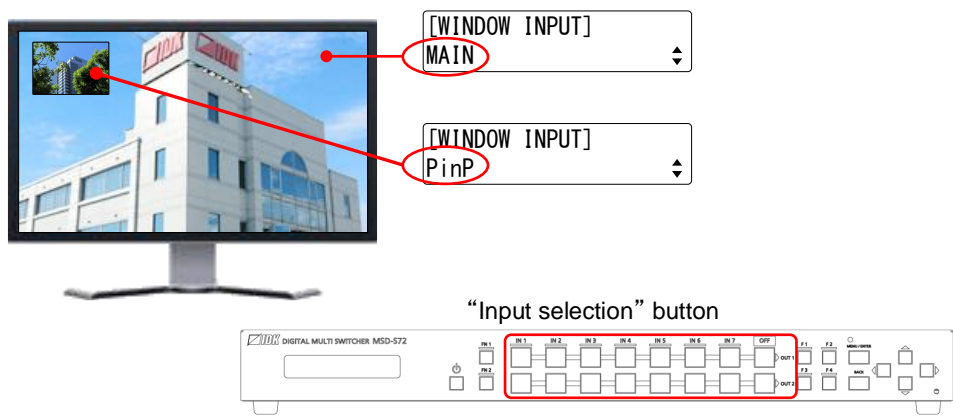 [WINDOW INPUT]
MAIN
[WINDOW INPUT]
PinP
IDK
“Input selection” button
IDK DIGITAL MULTI SWITCHER MSD-S72
FN 1
FN 2
IN 1 IN 2 IN 3 IN 4 IN 5 IN 6 IN 7 OFF
OUT 1
OUT 2
F 1 F 2
F 3 F 4
MENU / ENTER
BACK